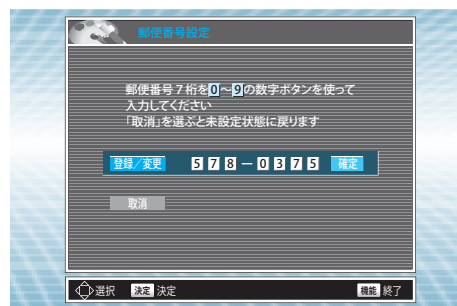 郵便番号設定
郵便番号7桁を0～9の数字ボタンを使って
入力してください
「取消」を選ぶと未設定状態に戻ります
登録／変更 578－0375 確定
取消
選択 決定 決定 機能 終了